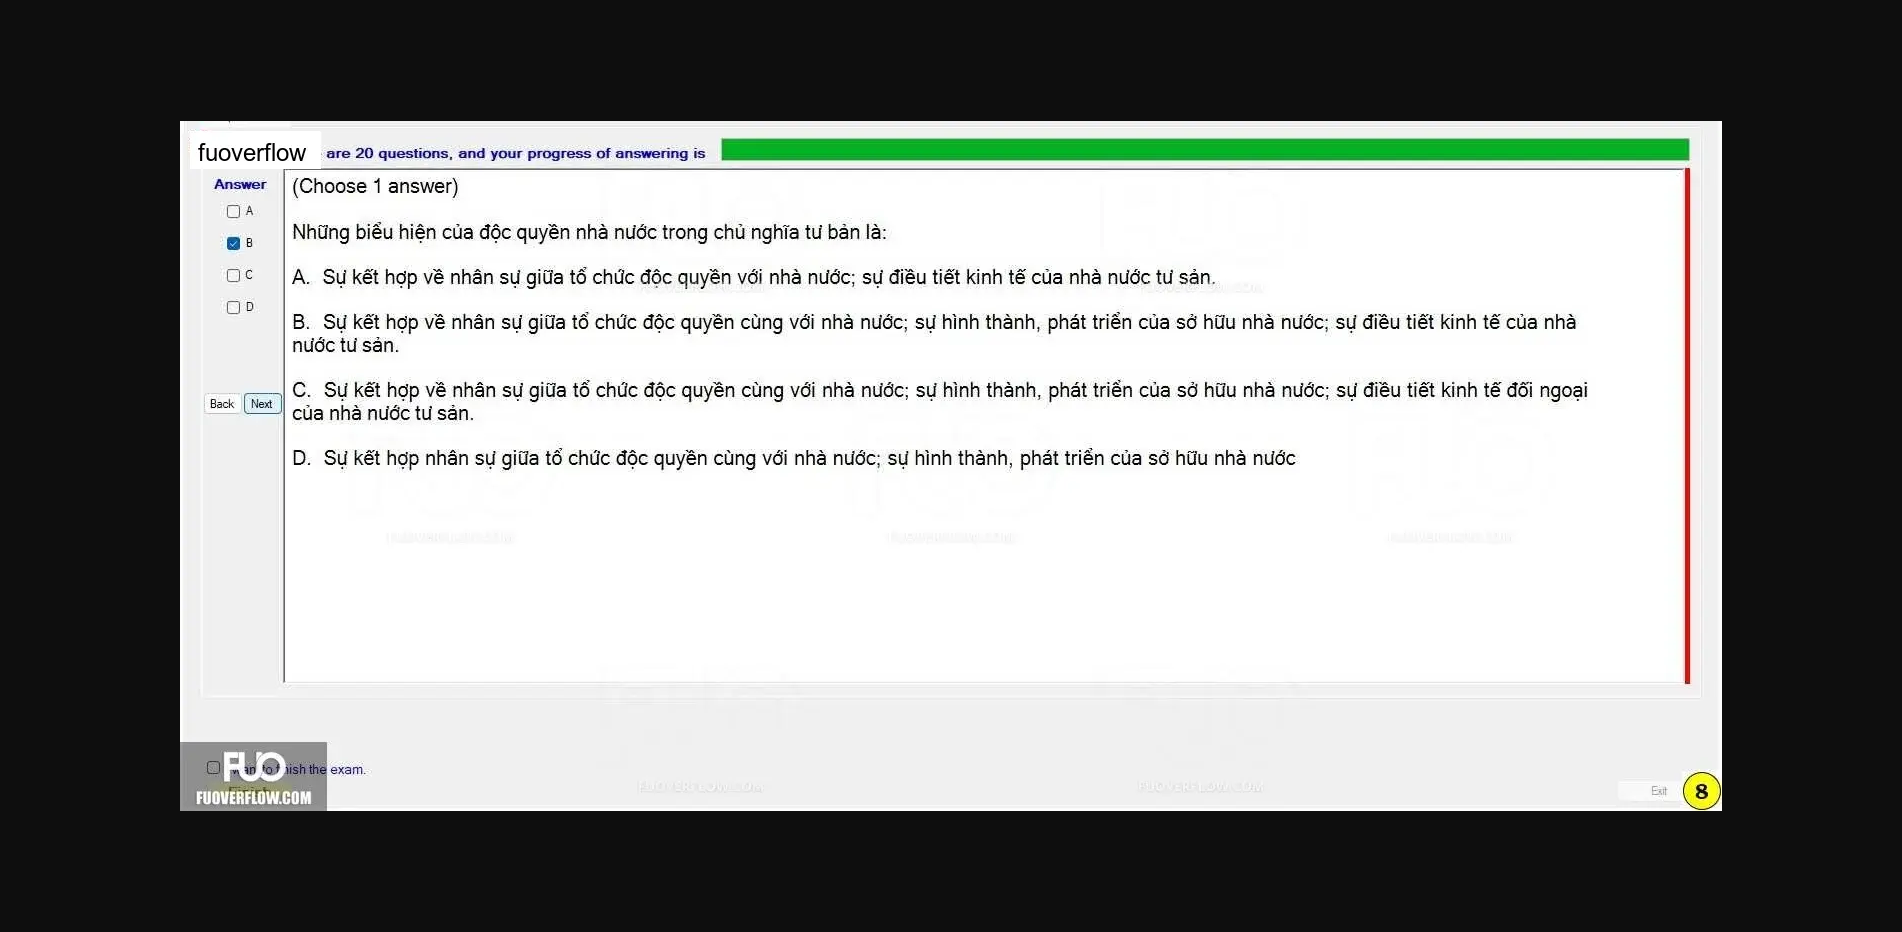 fuoverflow are 20 questions, and your progress of answering is
Answer
A
B
C
D
Back Next
(Choose 1 answer)
Những biểu hiện của độc quyền nhà nước trong chủ nghĩa tư bản là:
A. Sự kết hợp về nhân sự giữa tổ chức độc quyền với nhà nước; sự điều tiết kinh tế của nhà nước tư sản.
B. Sự kết hợp về nhân sự giữa tổ chức độc quyền cùng với nhà nước; sự hình thành, phát triển của sở hữu nhà nước; sự điều tiết kinh tế của nhà
nước tư sản.
C. Sự kết hợp về nhân sự giữa tổ chức độc quyền cùng với nhà nước; sự hình thành, phát triển của sở hữu nhà nước; sự điều tiết kinh tế đối ngoại
của nhà nước tư sản.
D. Sự kết hợp nhân sự giữa tổ chức độc quyền cùng với nhà nước; sự hình thành, phát triển của sở hữu nhà nước
FUO
the exam.
FUOVERFLOW.COM
Exit
8